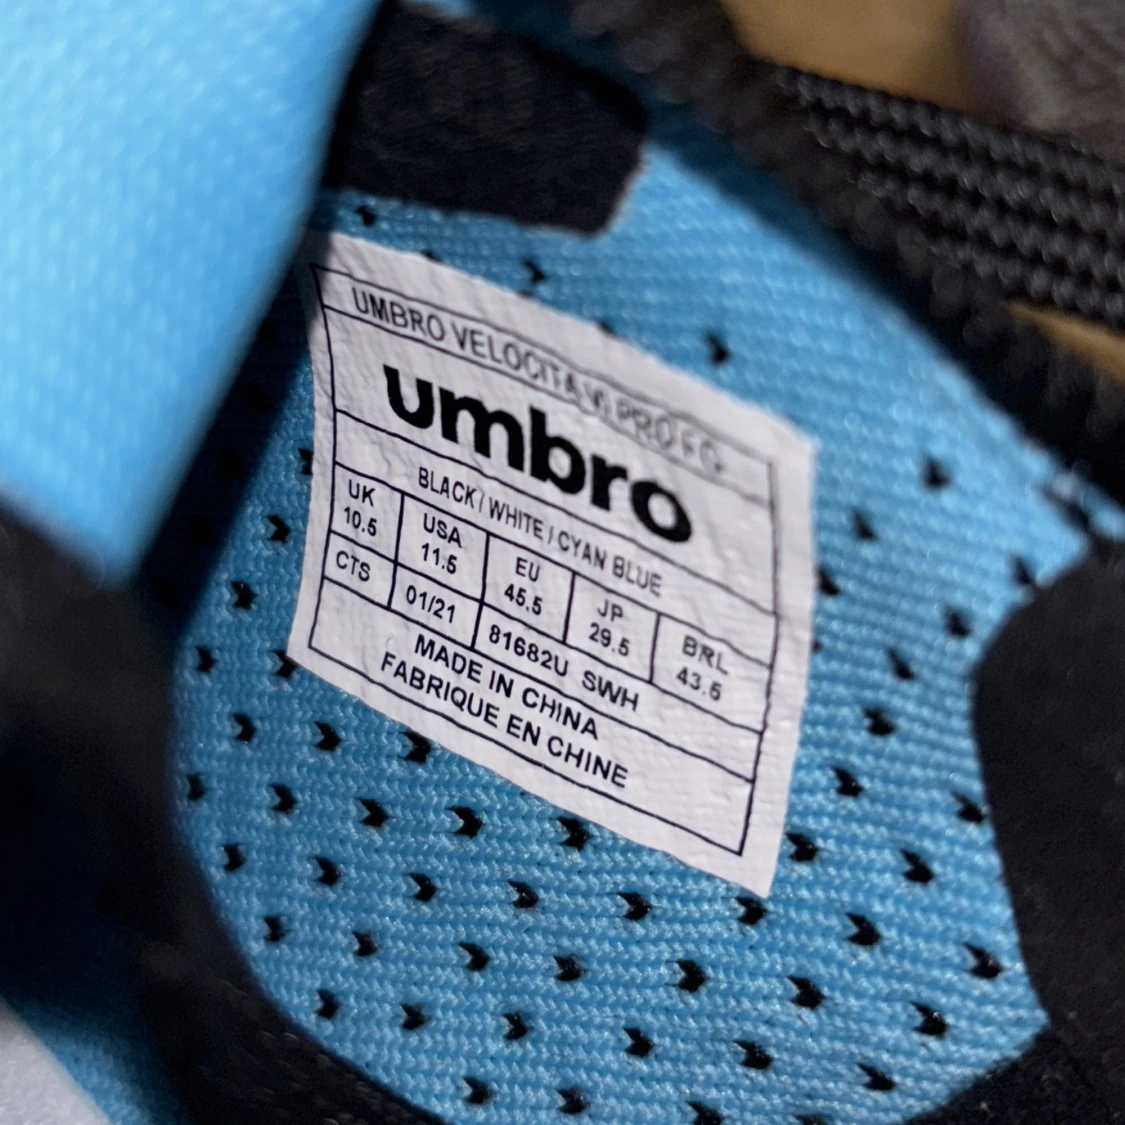 UMBRO VELOCITA VI PRO FG
umbro
BLACK / WHITE / CYAN BLUE
UK USA EU JP BRL
10.5 11.5 45.5 29.5 43.5
CTS 01/21 81682U SWH
MADE IN CHINA
FABRIQUE EN CHINE